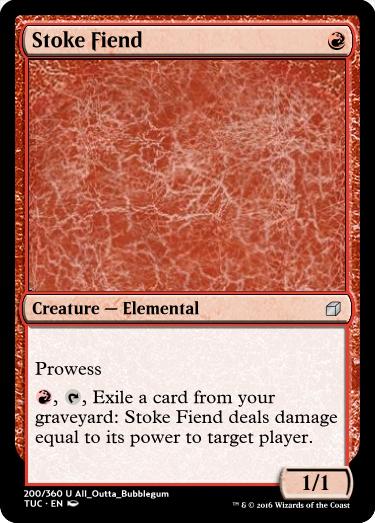 Stoke Fiend
Creature — Elemental
Prowess
, , Exile a card from your
graveyard: Stoke Fiend deals damage
equal to its power to target player.
1/1
200/360 U All_Outta_Bubblegum
TUC · EN
™ & © 2016 Wizards of the Coast